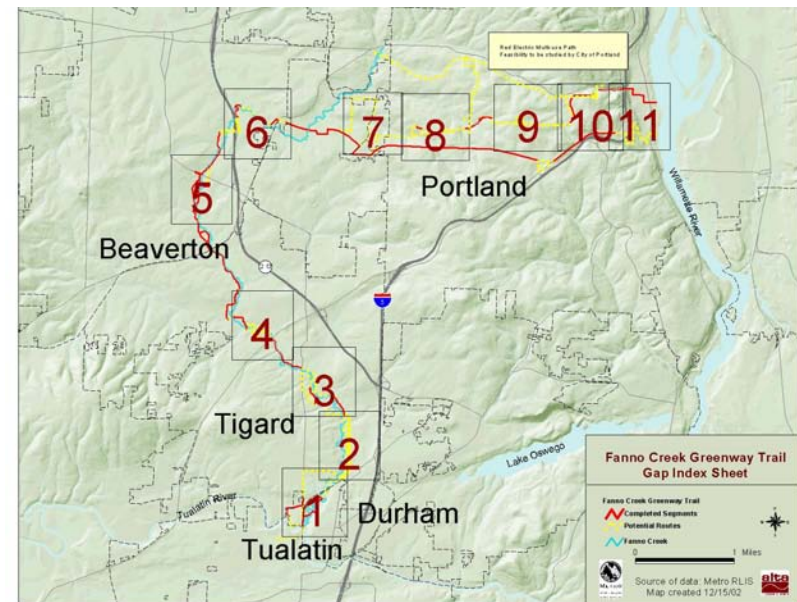 Red Electric Multi-use Path
Feasibility to be studied by City of Portland
6
7
8
9
10
11
Portland
Willamette River
5
Beaverton
5
4
3
Tigard
2
Lake Oswego
Tualatin River
1
Durham
Tualatin
Fanno Creek Greenway Trail
Gap Index Sheet
Fanno Creek Greenway Trail
Completed Segments
Potential Routes
Fanno Creek
0 1 Miles
Source of data: Metro RLIS
Map created 12/15/02
alta